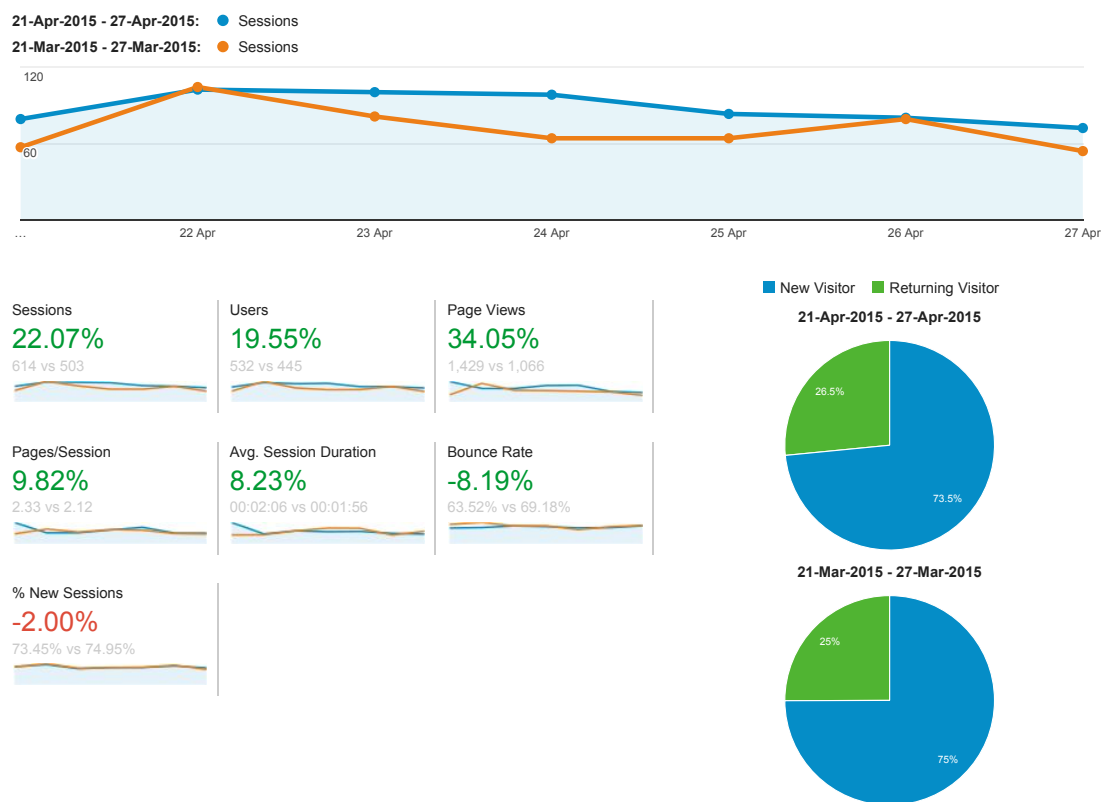 21-Apr-2015 - 27-Apr-2015: Sessions
21-Mar-2015 - 27-Mar-2015: Sessions
120
60
… 22 Apr 23 Apr 24 Apr 25 Apr 26 Apr 27 Apr
New Visitor Returning Visitor
21-Apr-2015 - 27-Apr-2015
26.5%
73.5%
21-Mar-2015 - 27-Mar-2015
25%
75%
Sessions
22.07%
614 vs 503
Users
19.55%
532 vs 445
Page Views
34.05%
1,429 vs 1,066
Pages/Session
9.82%
2.33 vs 2.12
Avg. Session Duration
8.23%
00:02:06 vs 00:01:56
Bounce Rate
-8.19%
63.52% vs 69.18%
% New Sessions
-2.00%
73.45% vs 74.95%